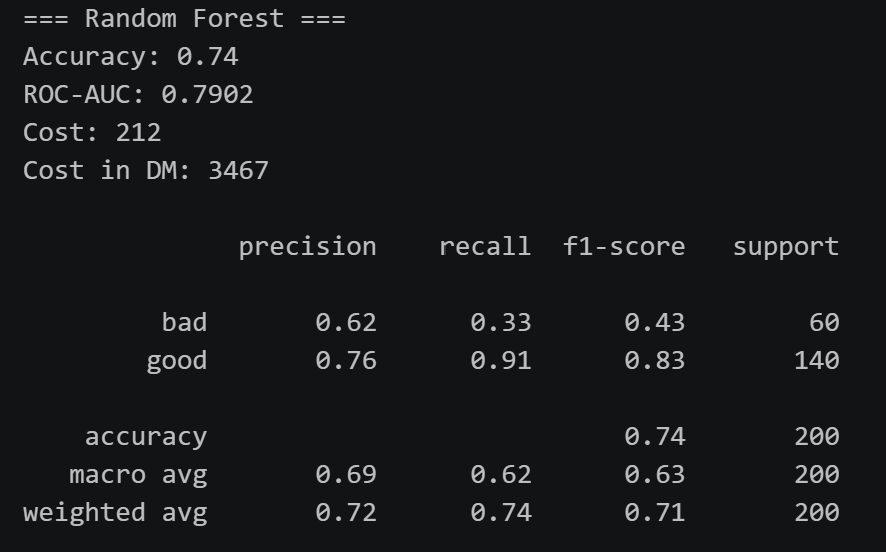 === Random Forest ===
Accuracy: 0.74
ROC-AUC: 0.7902
Cost: 212
Cost in DM: 3467
precision recall f1-score support
bad 0.62 0.33 0.43 60
good 0.76 0.91 0.83 140
accuracy 0.74 200
macro avg 0.69 0.62 0.63 200
weighted avg 0.72 0.74 0.71 200